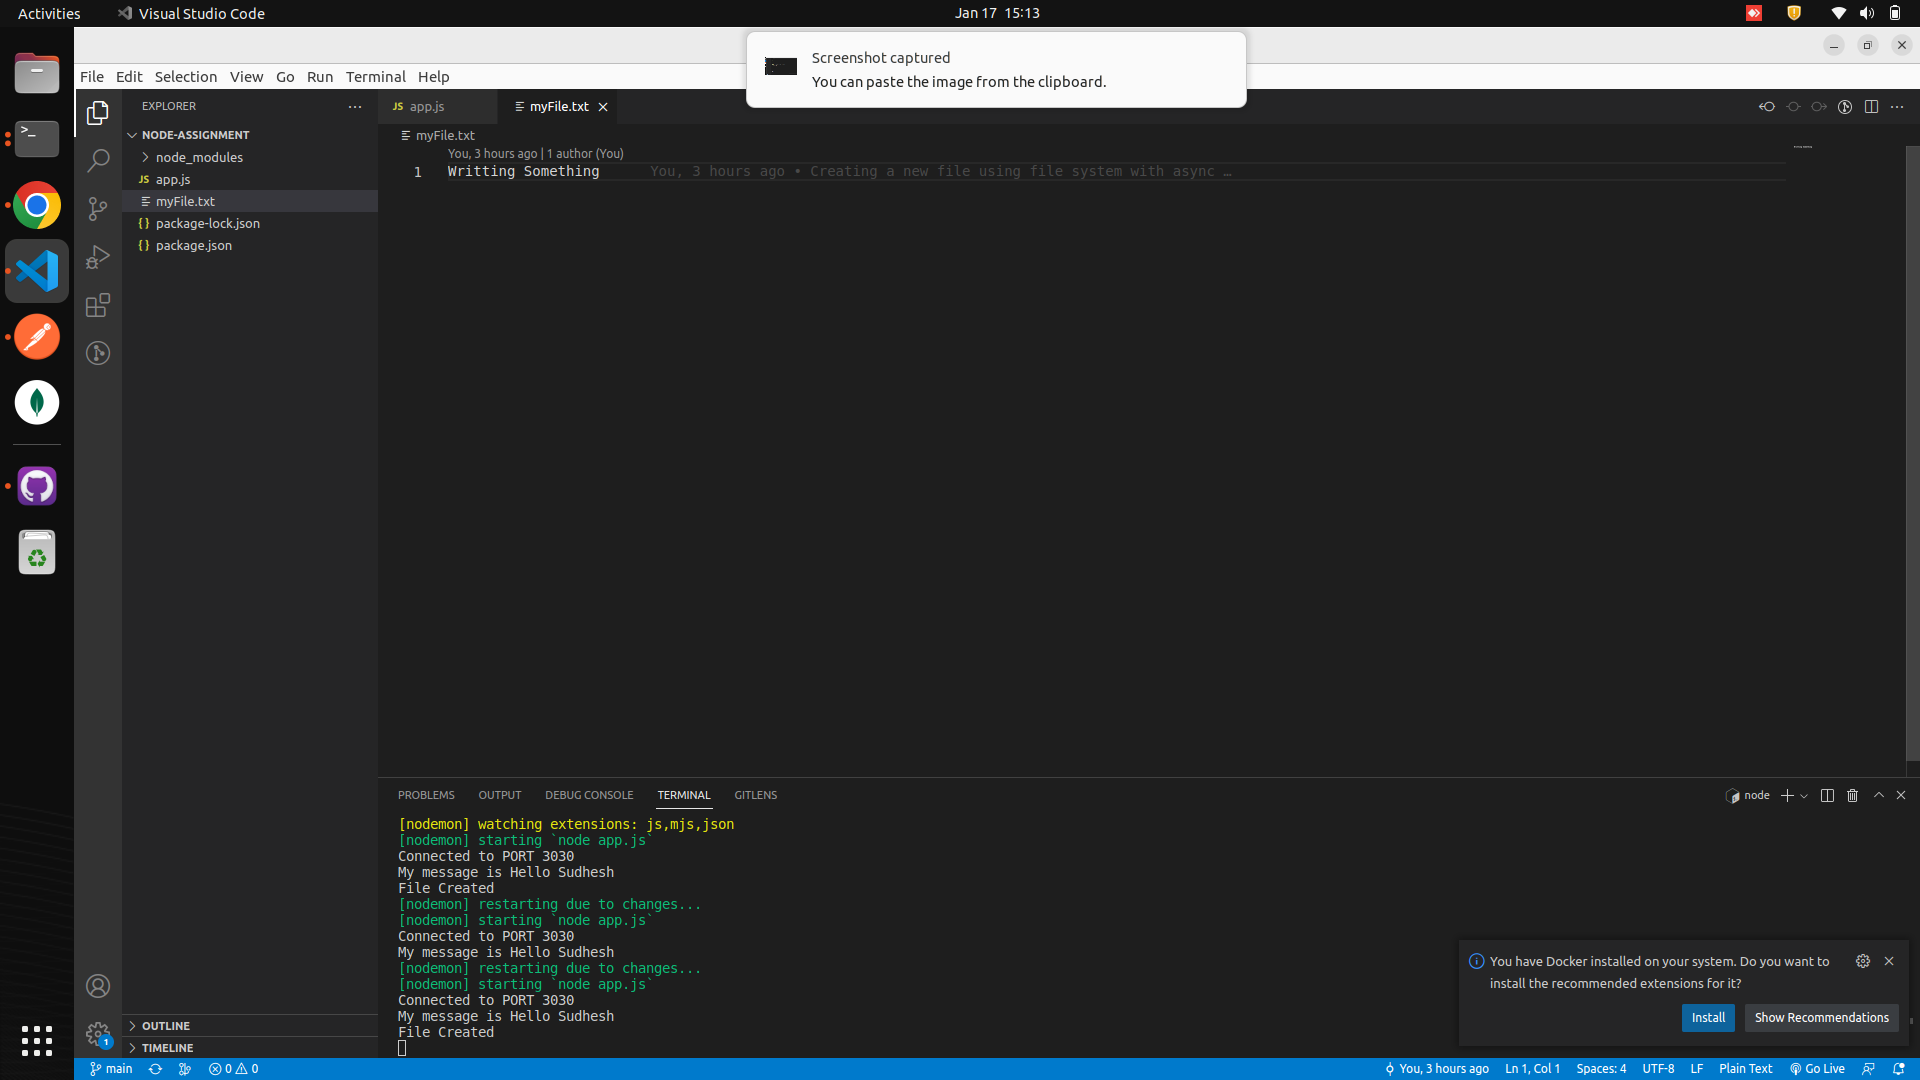 Activities
Visual Studio Code
Jan 17 15:13
Screenshot captured
You can paste the image from the clipboard.
File Edit Selection View Go Run Terminal Help
EXPLORER
NODE-ASSIGNMENT
node_modules
JS app.js
myFile.txt
{} package-lock.json
{} package.json
OUTLINE
TIMELINE
JS app.js
myFile.txt
myFile.txt
You, 3 hours ago | 1 author (You)
1 Writting Something You, 3 hours ago • Creating a new file using file system with async …
PROBLEMS OUTPUT DEBUG CONSOLE TERMINAL GITLENS
node
[nodemon] watching extensions: js,mjs,json
[nodemon] starting `node app.js`
Connected to PORT 3030
My message is Hello Sudhesh
File Created
[nodemon] restarting due to changes...
[nodemon] starting `node app.js`
Connected to PORT 3030
My message is Hello Sudhesh
[nodemon] restarting due to changes...
[nodemon] starting `node app.js`
Connected to PORT 3030
My message is Hello Sudhesh
File Created
You have Docker installed on your system. Do you want to
install the recommended extensions for it?
Install
Show Recommendations
1
main
0 0
You, 3 hours ago
Ln 1, Col 1
Spaces: 4
UTF-8
LF
Plain Text
Go Live